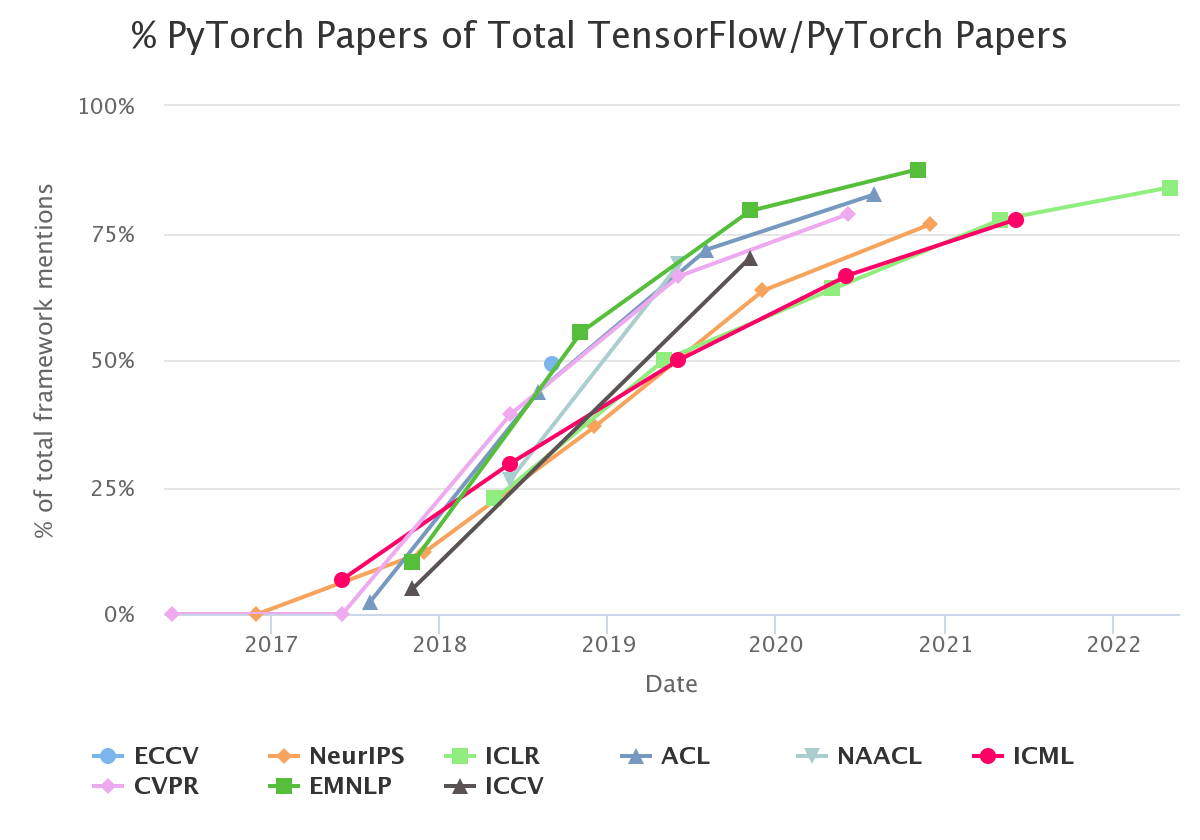 % PyTorch Papers of Total TensorFlow/PyTorch Papers
100%
75%
50%
25%
0%
% of total framework mentions
2017 2018 2019 2020 2021 2022
Date
ECCV NeurIPS ICLR ACL NAACL ICML
CVPR EMNLP ICCV